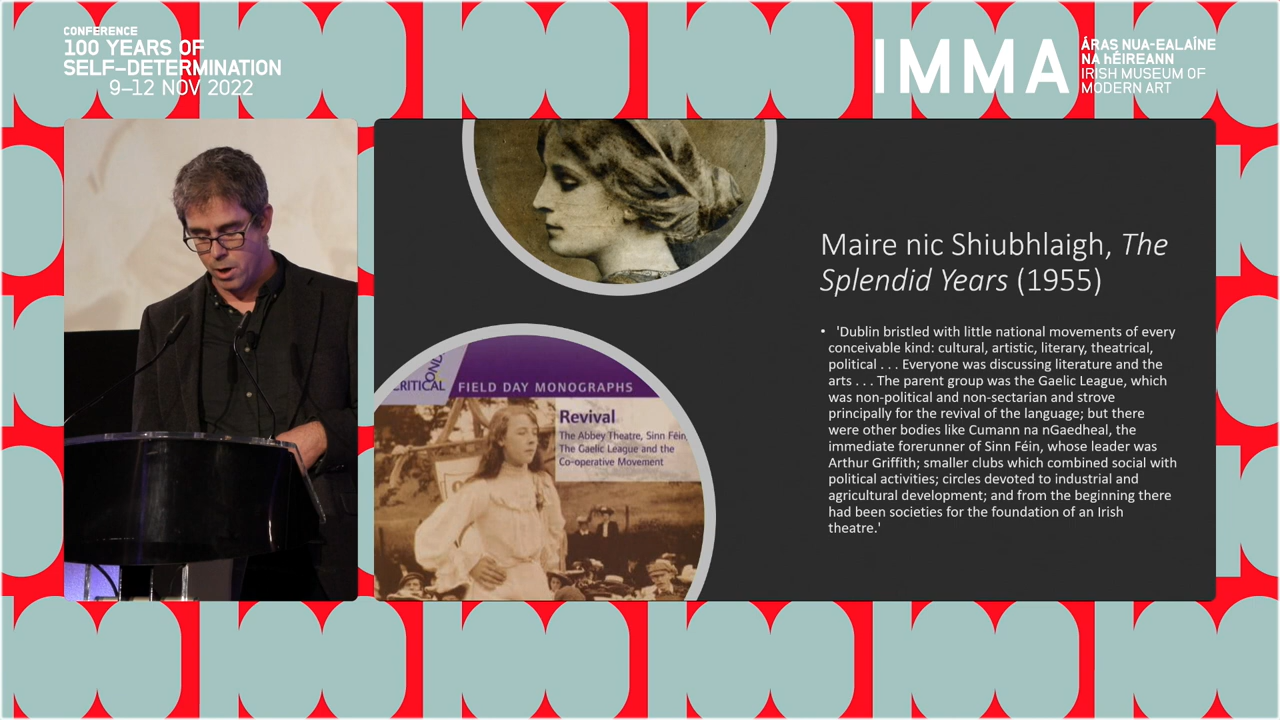 CONFERENCE
100 YEARS OF
SELF–DETERMINATION
9–12 NOV 2022
IMMA
ÁRAS NUA-EALAÍNE
NA hÉIREANN
IRISH MUSEUM OF
MODERN ART
Maire nic Shiubhlaigh, The
Splendid Years (1955)
• 'Dublin bristled with little national movements of every
conceivable kind: cultural, artistic, literary, theatrical,
political . . . Everyone was discussing literature and the
arts . . . The parent group was the Gaelic League, which
was non-political and non-sectarian and strove
principally for the revival of the language; but there
were other bodies like Cumann na nGaedheal, the
immediate forerunner of Sinn Féin, whose leader was
Arthur Griffith; smaller clubs which combined social with
political activities; circles devoted to industrial and
agricultural development; and from the beginning there
had been societies for the foundation of an Irish
theatre.'
FIELD DAY MONOGRAPHS
Revival
The Abbey Theatre, Sinn Féin,
The Gaelic League and the
Co-operative Movement